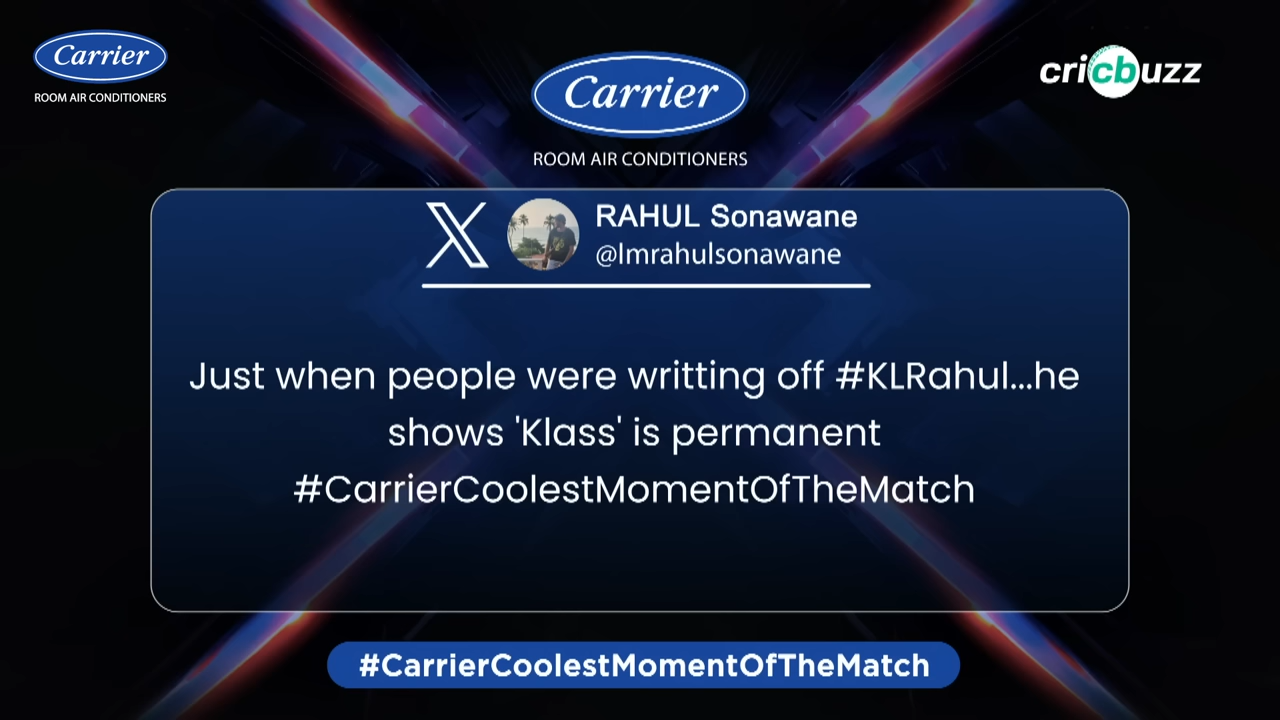 Carrier
ROOM AIR CONDITIONERS
Carrier
ROOM AIR CONDITIONERS
cricbuzz
X
RAHUL Sonawane
@Imrahulsonawane
Just when people were writting off #KLRahul...he
shows 'Klass' is permanent
#CarrierCoolestMomentOfTheMatch
#CarrierCoolestMomentOfTheMatch